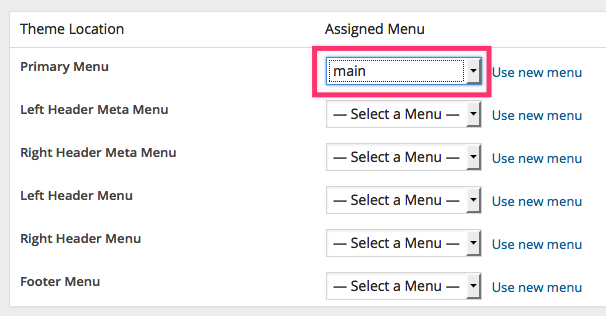 Theme Location Assigned Menu
Primary Menu main Use new menu
Left Header Meta Menu — Select a Menu — Use new menu
Right Header Meta Menu — Select a Menu — Use new menu
Left Header Menu — Select a Menu — Use new menu
Right Header Menu — Select a Menu — Use new menu
Footer Menu — Select a Menu — Use new menu